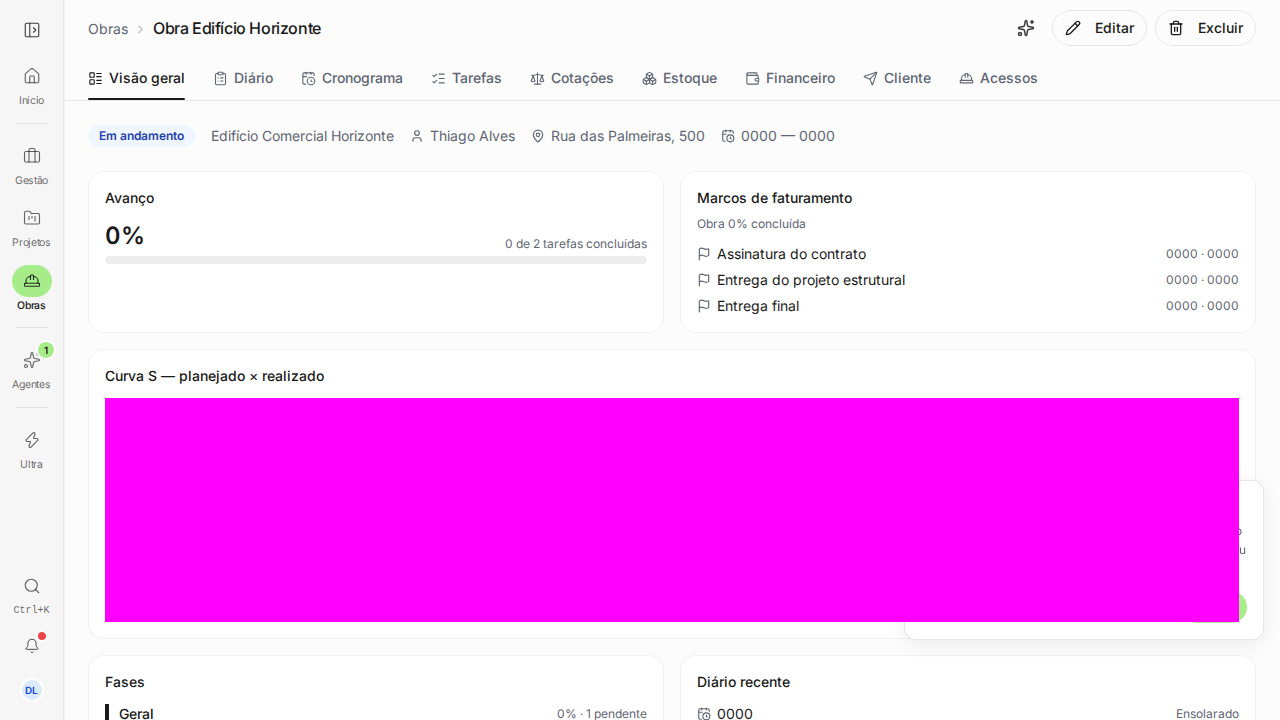 Obras › Obra Edifício Horizonte
Editar
Excluir
Início
Gestão
Projetos
Obras
1
Agentes
Ultra
Ctrl+K
DL
Visão geral
Diário
Cronograma
Tarefas
Cotações
Estoque
Financeiro
Cliente
Acessos
Em andamento
Edifício Comercial Horizonte
Thiago Alves
Rua das Palmeiras, 500
0000 — 0000
Avanço
0%
0 de 2 tarefas concluídas
Marcos de faturamento
Obra 0% concluída
Assinatura do contrato 0000 · 0000
Entrega do projeto estrutural 0000 · 0000
Entrega final 0000 · 0000
Curva S — planejado × realizado
Fases
Geral 0% · 1 pendente
Diário recente
0000 Ensolarado